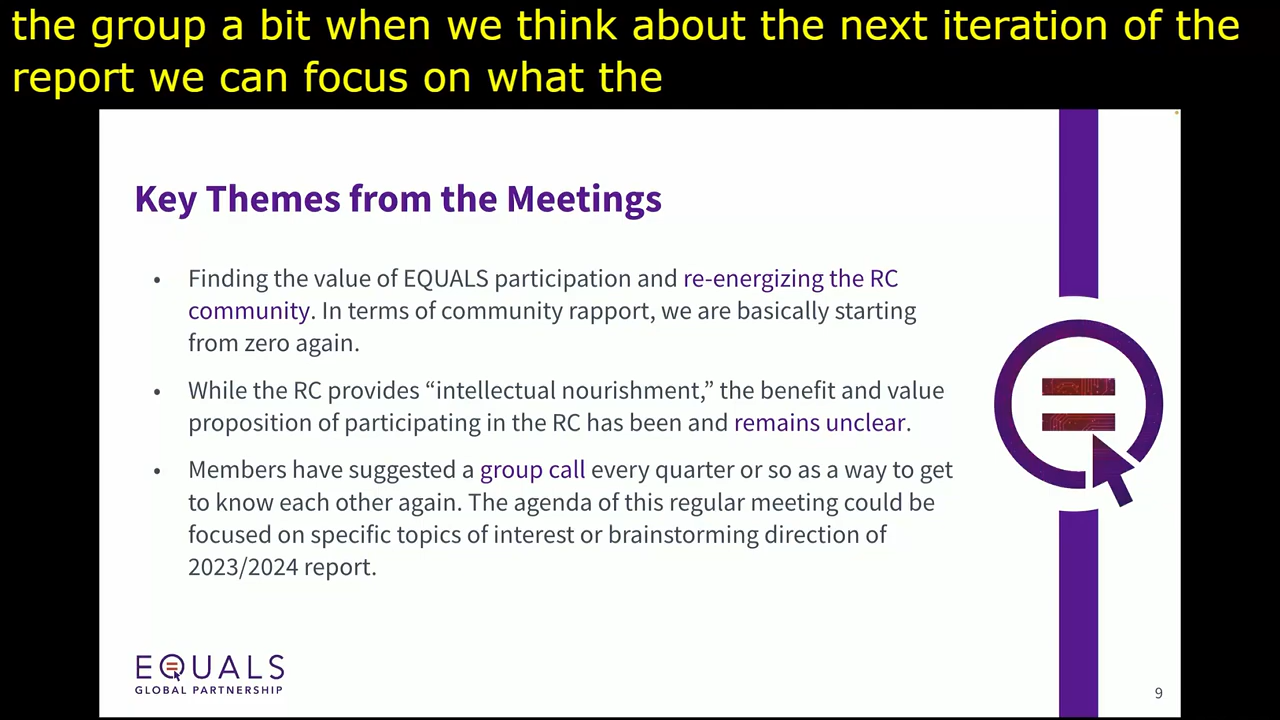 the group a bit when we think about the next iteration of the
report we can focus on what the
Key Themes from the Meetings
• Finding the value of EQUALS participation and re-energizing the RC
community. In terms of community rapport, we are basically starting
from zero again.
• While the RC provides “intellectual nourishment,” the benefit and value
proposition of participating in the RC has been and remains unclear.
• Members have suggested a group call every quarter or so as a way to get
to know each other again. The agenda of this regular meeting could be
focused on specific topics of interest or brainstorming direction of
2023/2024 report.
EQUALS
GLOBAL PARTNERSHIP
9